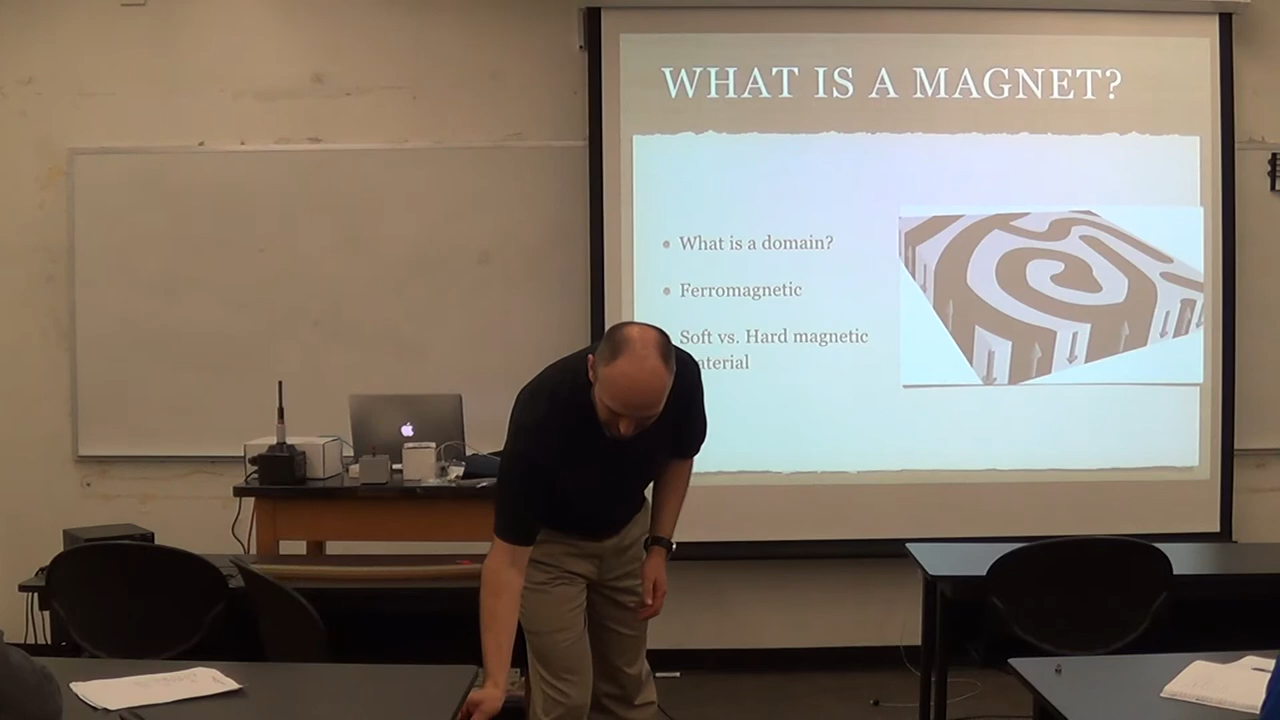 WHAT IS A MAGNET?
• What is a domain?
• Ferromagnetic
Soft vs. Hard magnetic
aterial